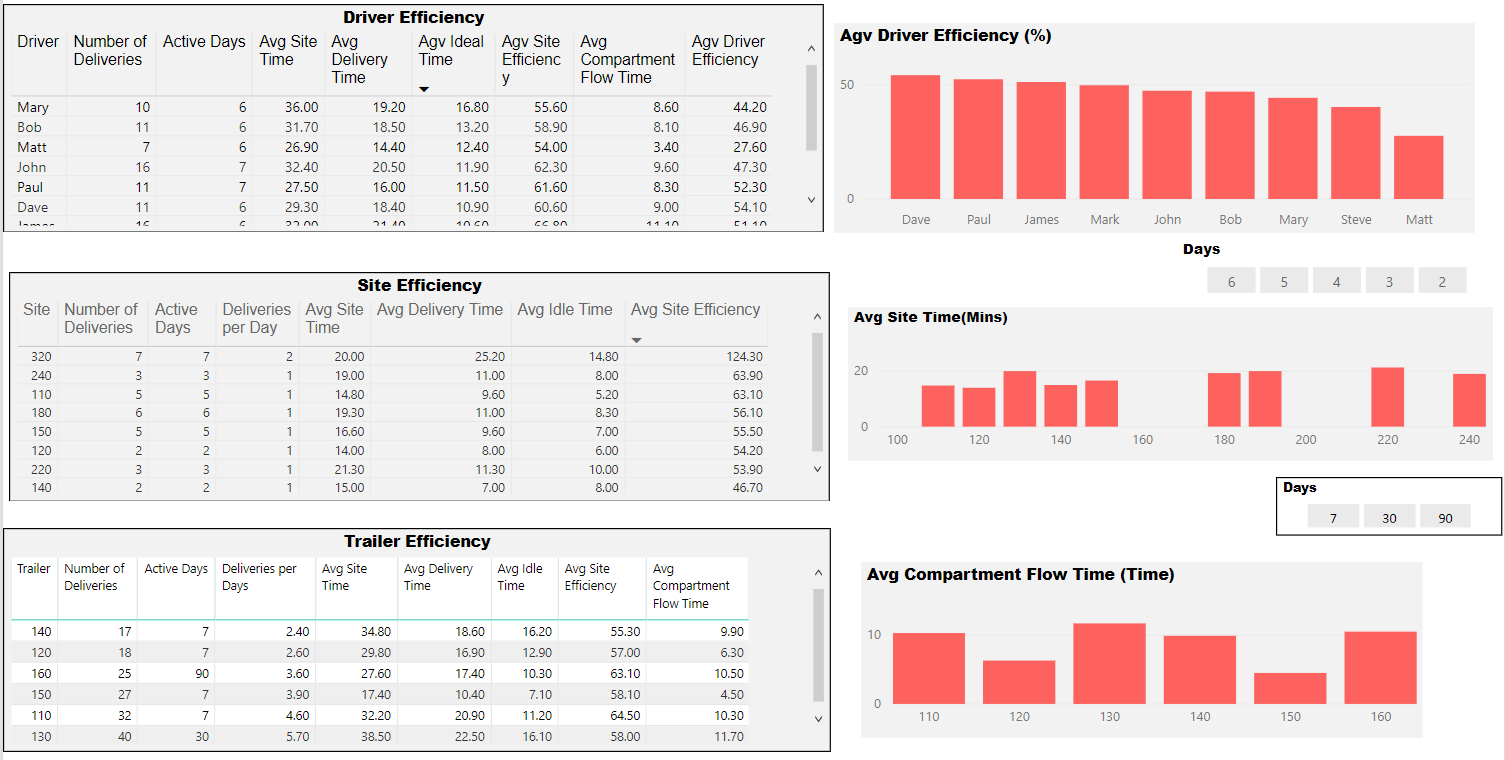 Driver Efficiency
Driver Number of Deliveries Active Days Avg Site Time Avg Delivery Time Agv Ideal Time Agv Site Efficienc y Avg Compartment Flow Time Agv Driver Efficiency
Mary 10 6 36.00 19.20 16.80 55.60 8.60 44.20
Bob 11 6 31.70 18.50 13.20 58.90 8.10 46.90
Matt 7 6 26.90 14.40 12.40 54.00 3.40 27.60
John 16 7 32.40 20.50 11.90 62.30 9.60 47.30
Paul 11 7 27.50 16.00 11.50 61.60 8.30 52.30
Dave 11 6 29.30 18.40 10.90 60.60 9.00 54.10
James 16 6 32.00 21.40 10.60 66.80 11.10 51.10
Agv Driver Efficiency (%)
50
0
Dave Paul James Mark John Bob Mary Steve Matt
Days
6 5 4 3 2
Site Efficiency
Site Number of Deliveries Active Days Deliveries per Day Avg Site Time Avg Delivery Time Avg Idle Time Avg Site Efficiency
320 7 7 2 20.00 25.20 14.80 124.30
240 3 3 1 19.00 11.00 8.00 63.90
110 5 5 1 14.80 9.60 5.20 63.10
180 6 6 1 19.30 11.00 8.30 56.10
150 5 5 1 16.60 9.60 7.00 55.50
120 2 2 1 14.00 8.00 6.00 54.20
220 3 3 1 21.30 11.30 10.00 53.90
140 2 2 1 15.00 7.00 8.00 46.70
Avg Site Time(Mins)
20
0
100 120 140 160 180 200 220 240
Days
7 30 90
Trailer Efficiency
Trailer Number of Deliveries Active Days Deliveries per Days Avg Site Time Avg Delivery Time Avg Idle Time Avg Site Efficiency Avg Compartment Flow Time
140 17 7 2.40 34.80 18.60 16.20 55.30 9.90
120 18 7 2.60 29.80 16.90 12.90 57.00 6.30
160 25 90 3.60 27.60 17.40 10.30 63.10 10.50
150 27 7 3.90 17.40 10.40 7.10 58.10 4.50
110 32 7 4.60 32.20 20.90 11.20 64.50 10.30
130 40 30 5.70 38.50 22.50 16.10 58.00 11.70
Avg Compartment Flow Time (Time)
10
0
110 120 130 140 150 160